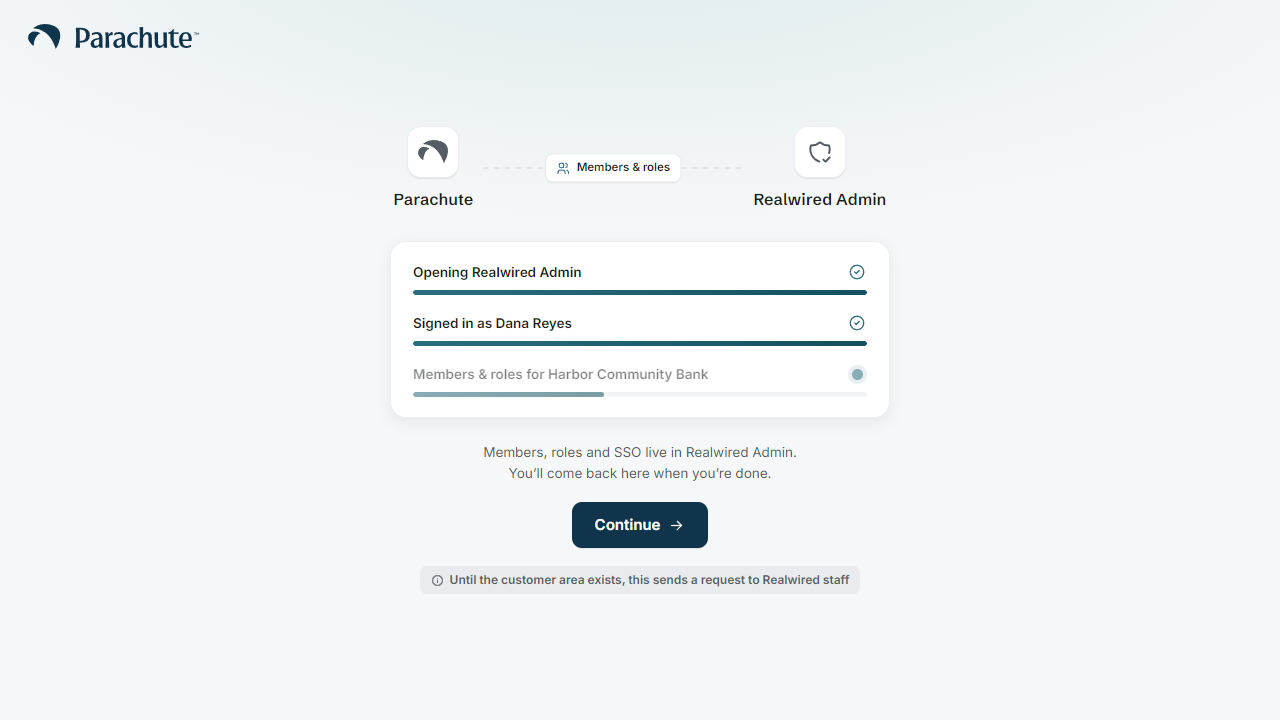 Parachute™
Members & roles
Parachute
Realwired Admin
Opening Realwired Admin
Signed in as Dana Reyes
Members & roles for Harbor Community Bank
Members, roles and SSO live in Realwired Admin.
You’ll come back here when you’re done.
Continue →
Until the customer area exists, this sends a request to Realwired staff